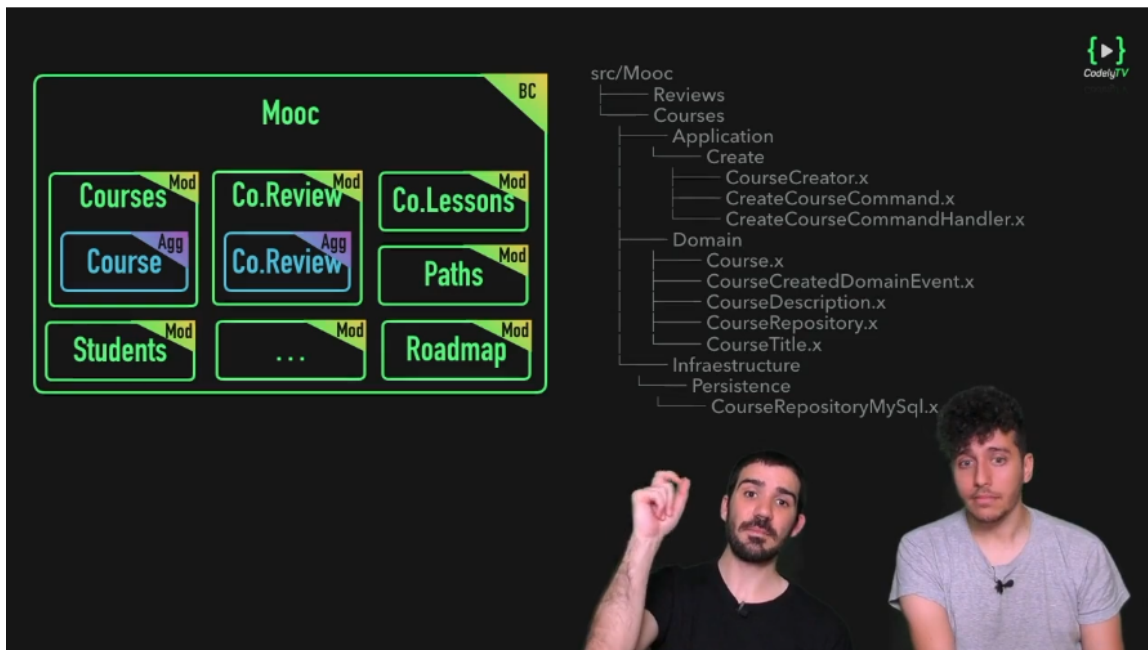 BC
Mooc
Mod
Courses
Agg
Course
Mod
Co.Review
Agg
Co.Review
Mod
Co.Lessons
Mod
Paths
Mod
Students
Mod
...
Mod
Roadmap
src/Mooc
Reviews
Courses
Application
Create
CourseCreator.x
CreateCourseCommand.x
CreateCourseCommandHandler.x
Domain
Course.x
CourseCreatedDomainEvent.x
CourseDescription.x
CourseRepository.x
CourseTitle.x
Infraestructure
Persistence
CourseRepositoryMySql.x
CodelyTV